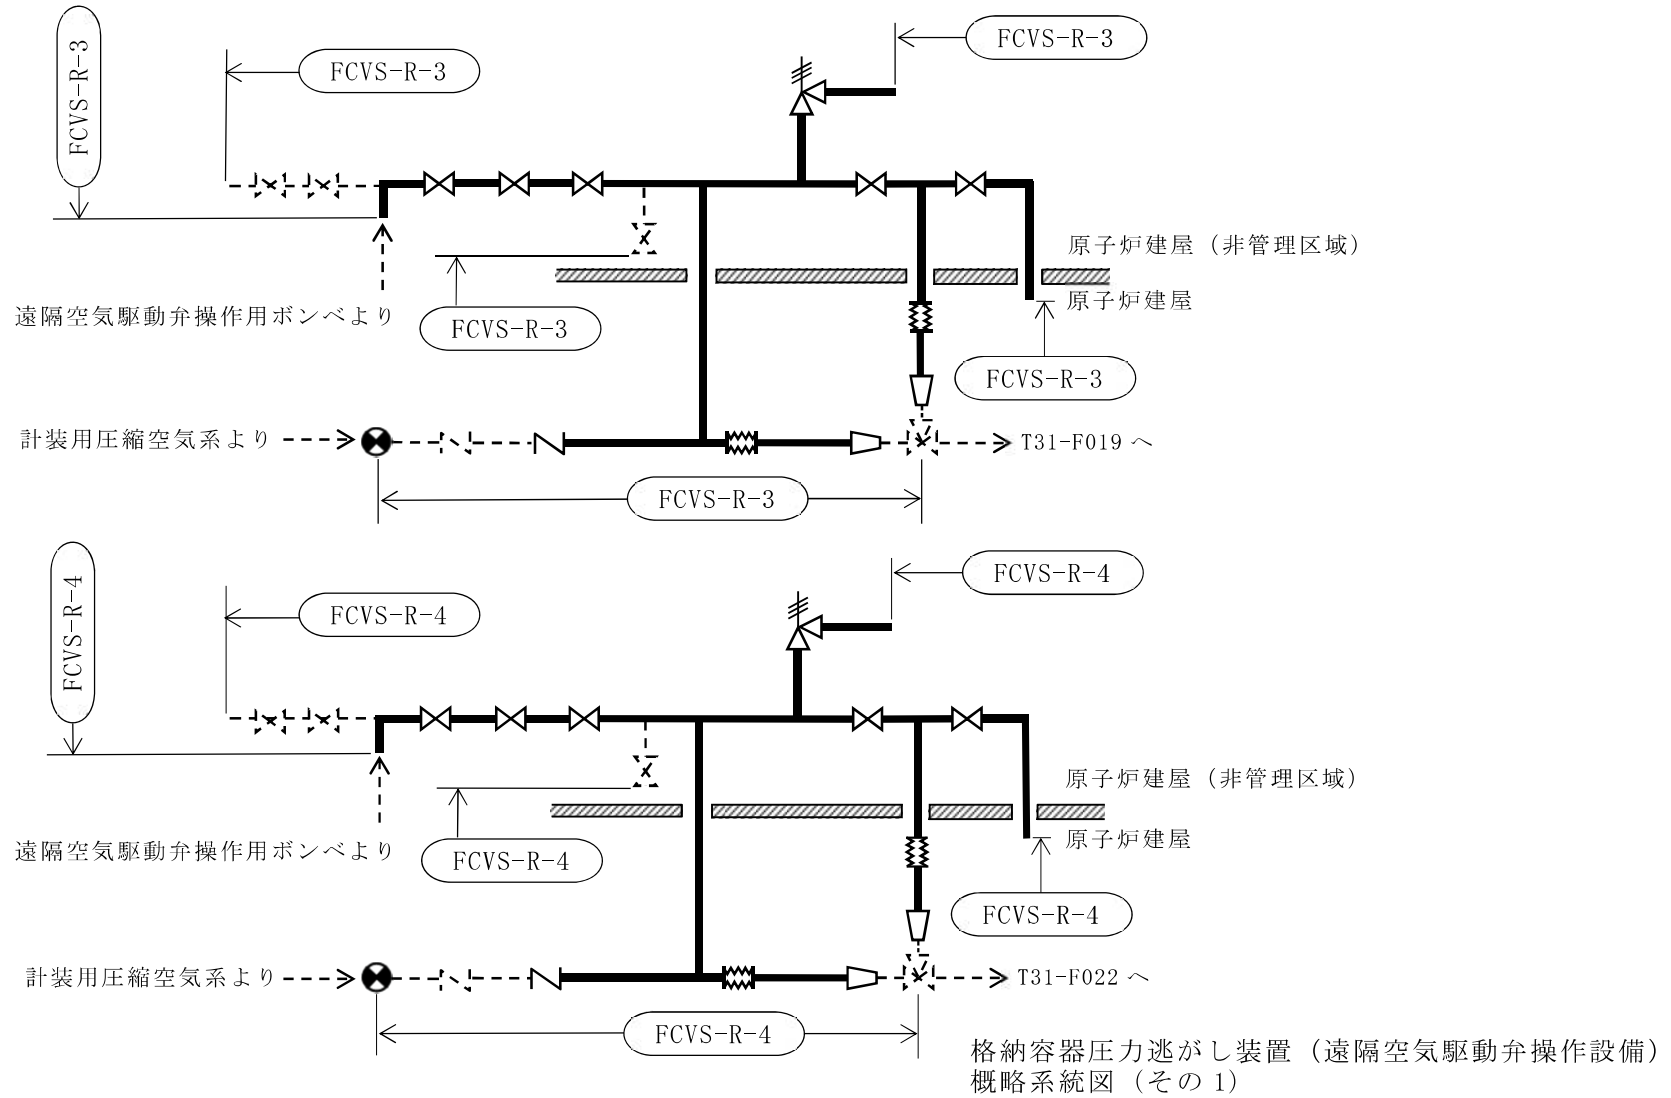 FCVS-R-3
FCVS-R-3
FCVS-R-3
原子炉建屋（非管理区域）
原子炉建屋
遠隔空気駆動弁操作用ボンベより
FCVS-R-3
FCVS-R-3
計装用圧縮空気系より
T31-F019 へ
FCVS-R-3
FCVS-R-4
FCVS-R-4
FCVS-R-4
原子炉建屋（非管理区域）
原子炉建屋
遠隔空気駆動弁操作用ボンベより
FCVS-R-4
FCVS-R-4
計装用圧縮空気系より
T31-F022 へ
FCVS-R-4
格納容器圧力逃がし装置（遠隔空気駆動弁操作設備）
概略系統図（その 1）